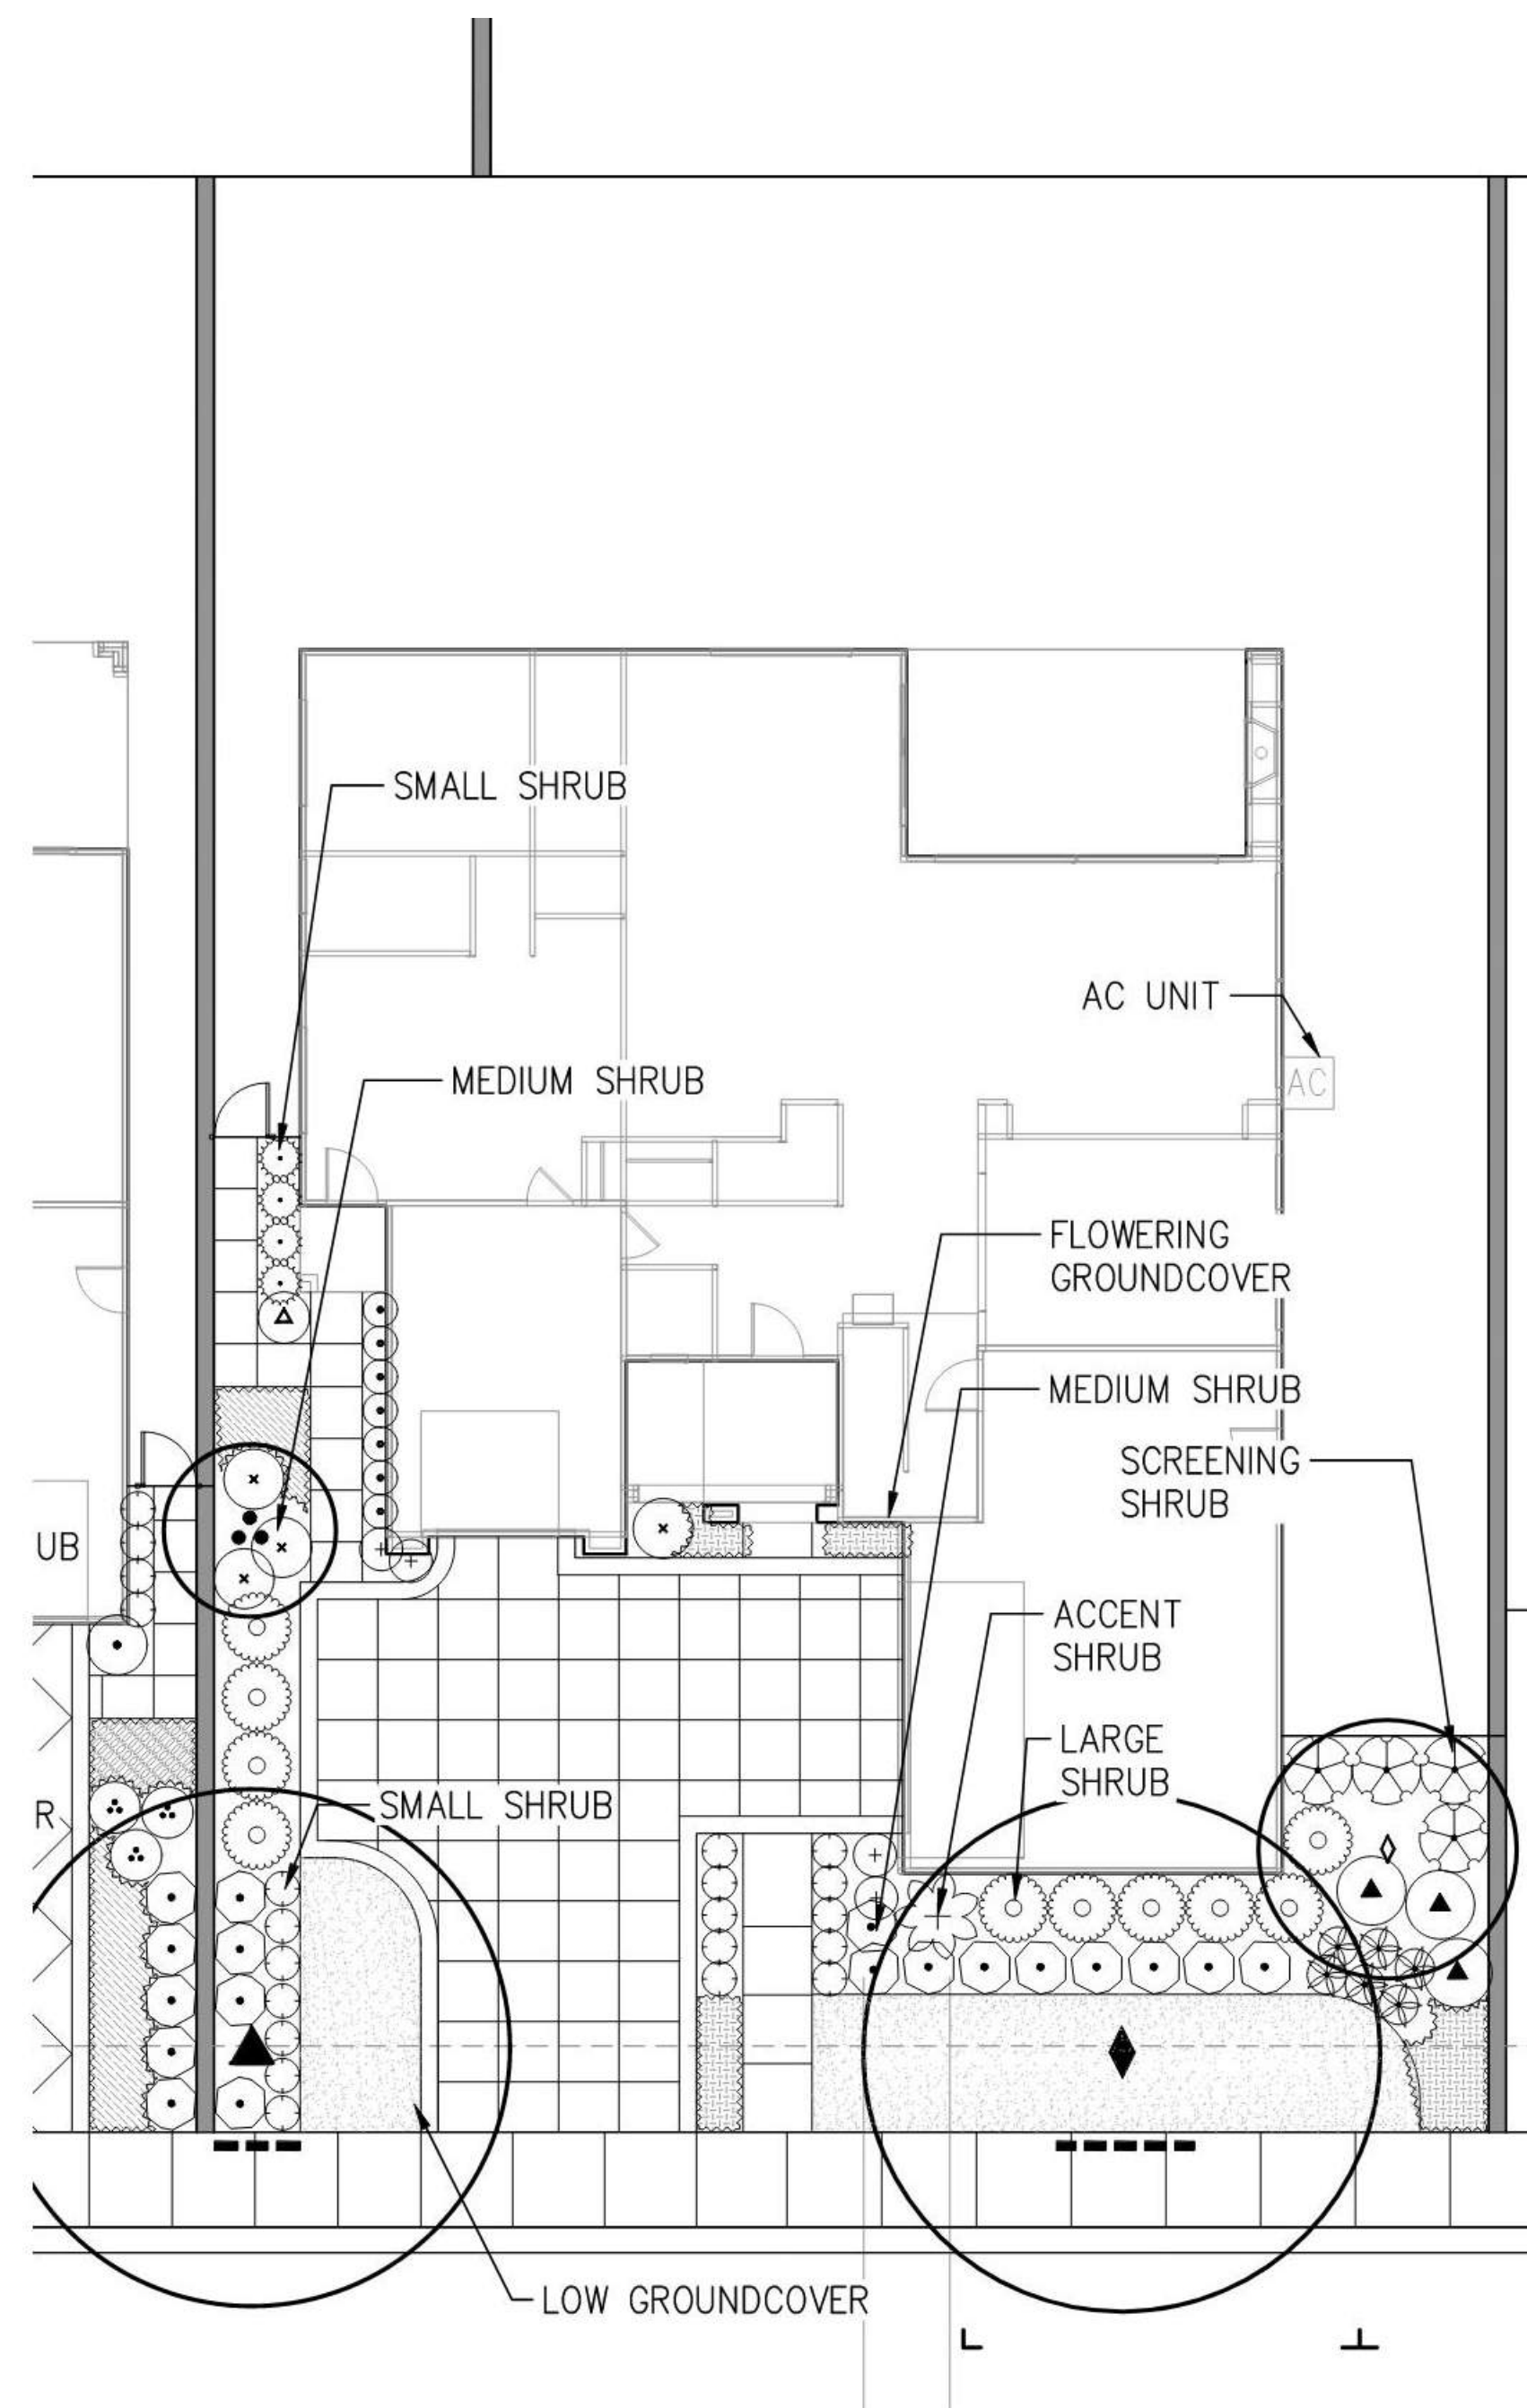 SMALL SHRUB
AC UNIT
MEDIUM SHRUB
AC
FLOWERING
GROUNDCOVER
MEDIUM SHRUB
SCREENING
SHRUB
UB
ACCENT
SHRUB
LARGE
SHRUB
SMALL SHRUB
R
LOW GROUNDCOVER